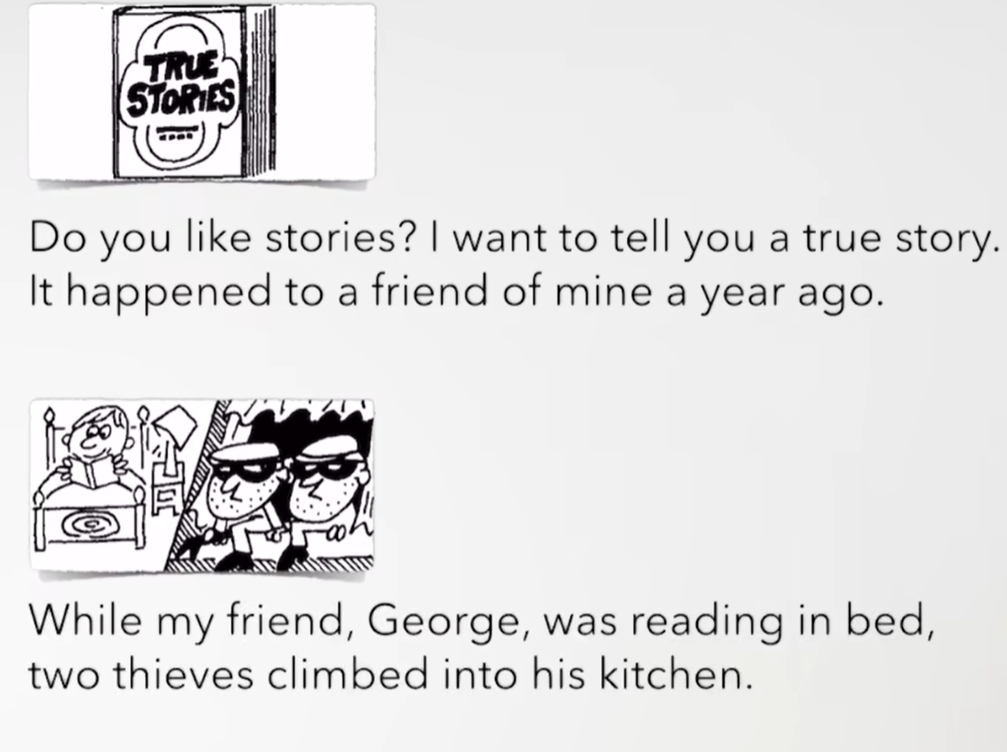 TRUE
STORIES
Do you like stories? I want to tell you a true story.
It happened to a friend of mine a year ago.
While my friend, George, was reading in bed,
two thieves climbed into his kitchen.